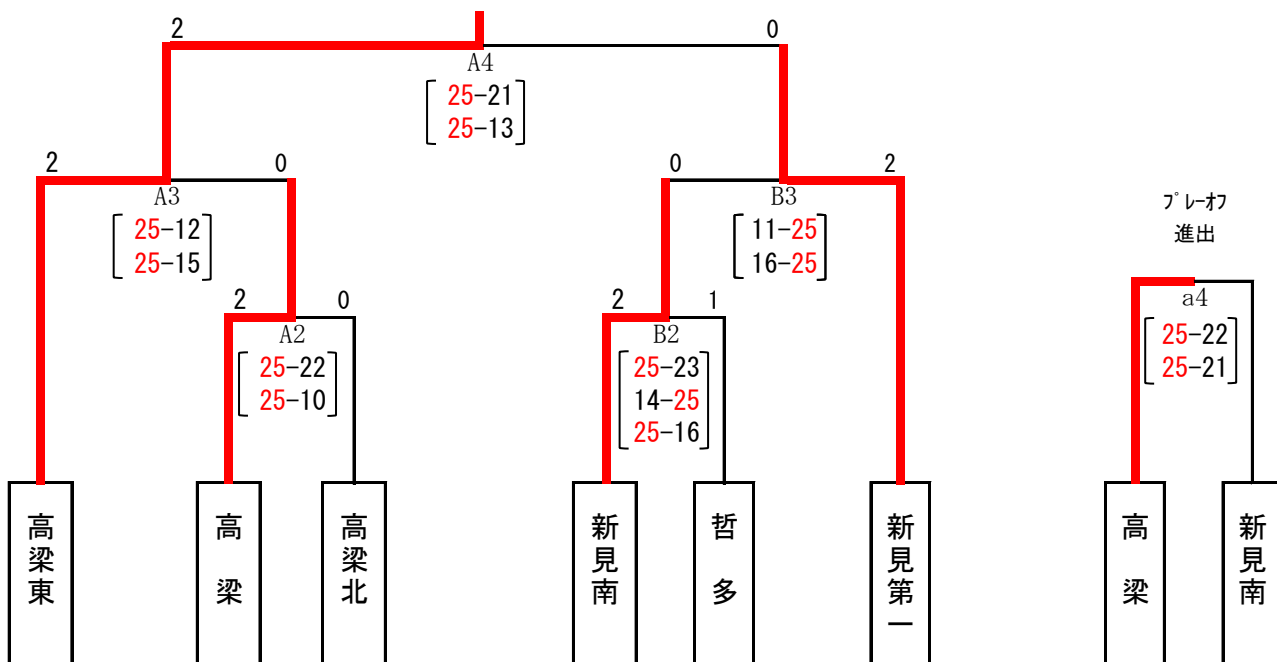 2 0
A4
25-21
25-13
2 0
A3
25-12
25-15
0 2
B3
11-25
16-25
プレーオフ
進出
2 0
A2
25-22
25-10
2 1
B2
25-23
14-25
25-16
a4
25-22
25-21
高梁東
高梁
高梁北
新見南
哲多
新見第一
高梁
新見南